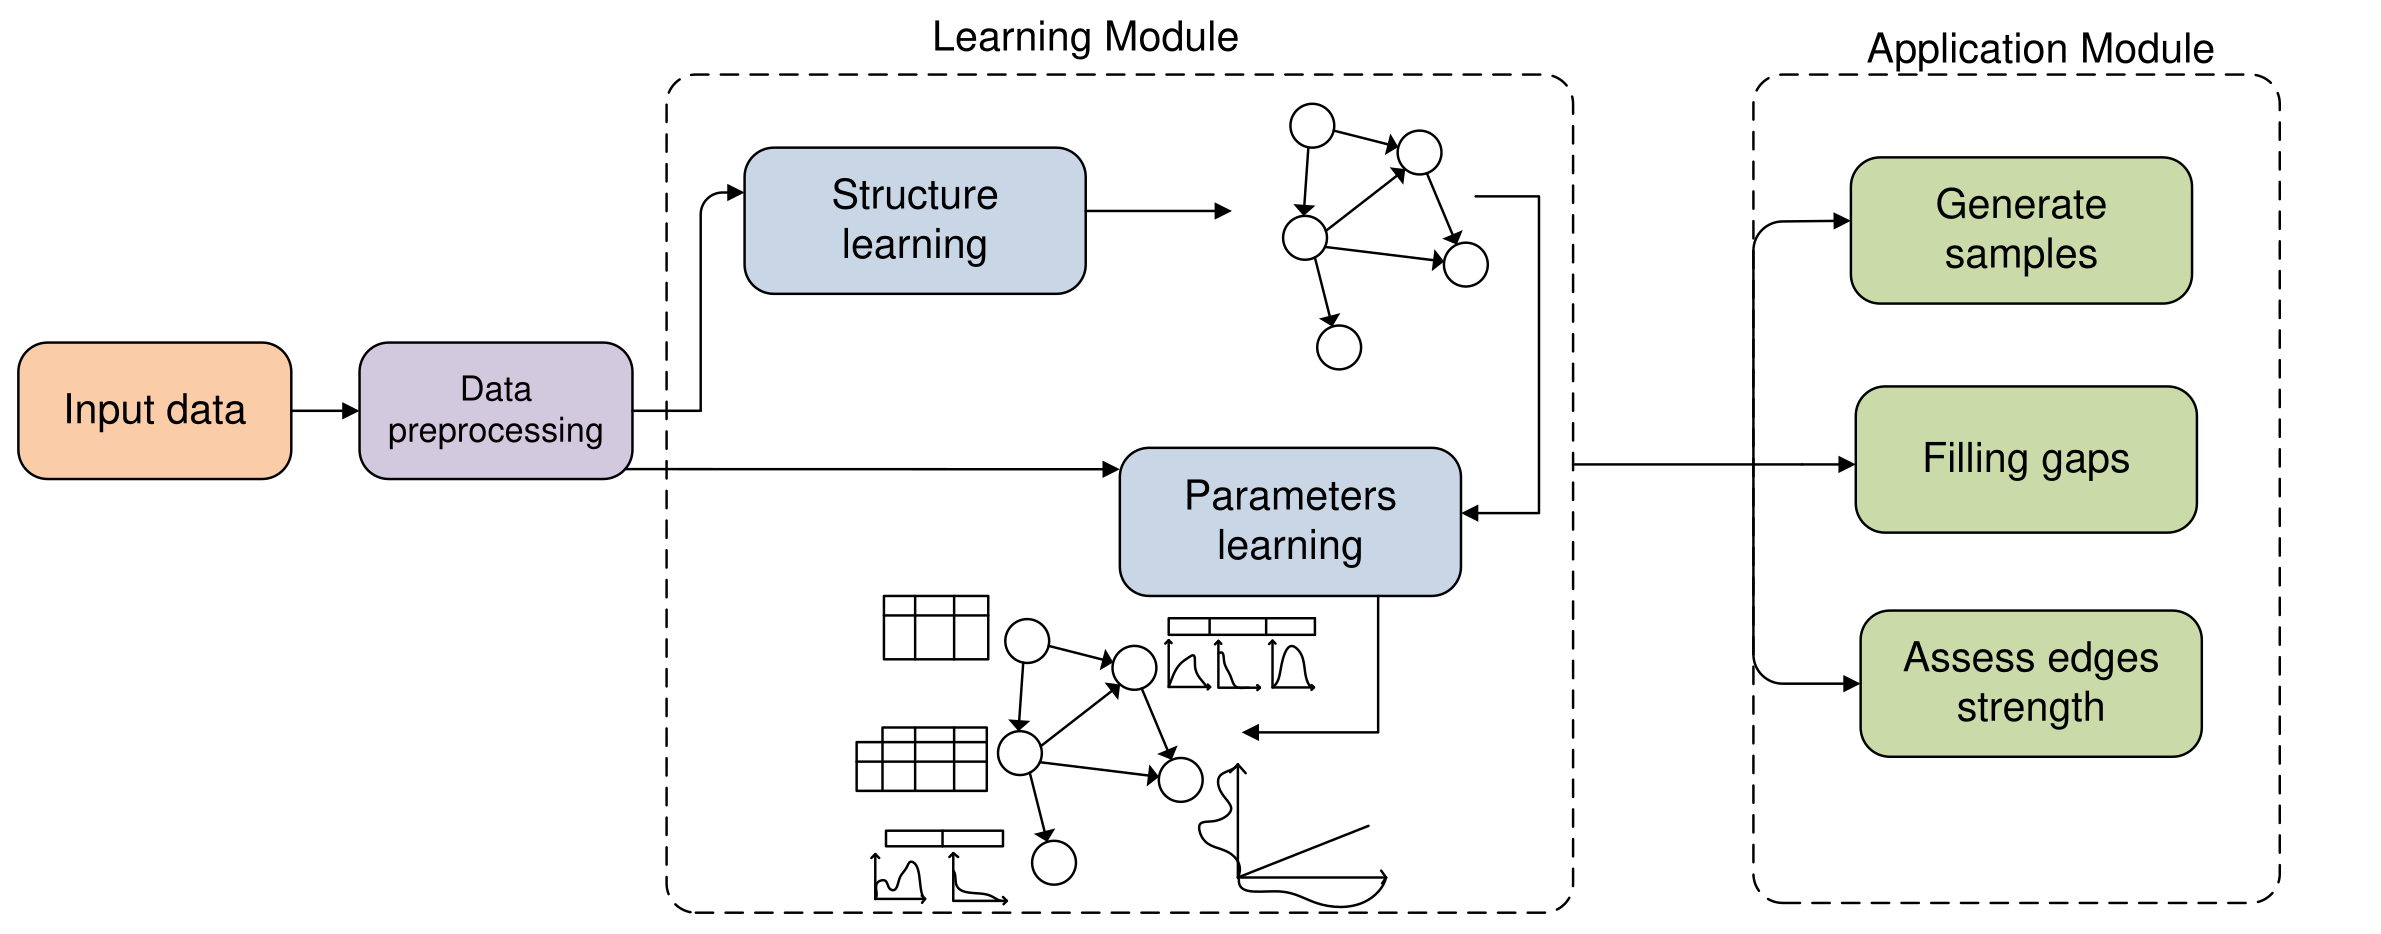 Learning Module
Application Module
Structure
learning
Generate
samples
Input data
Data
preprocessing
Filling gaps
Parameters
learning
Assess edges
strength